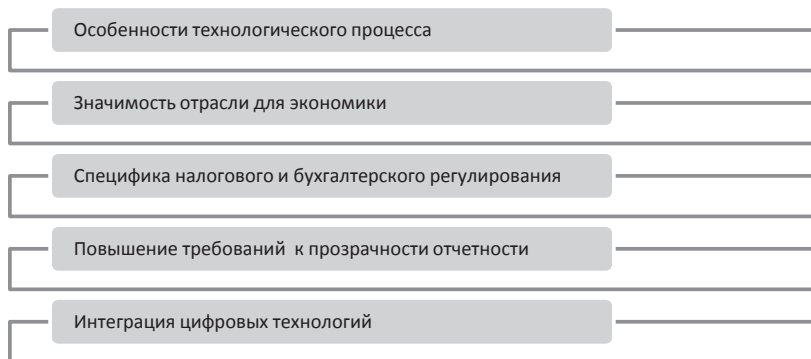 Особенности технологического процесса
Значимость отрасли для экономики
Специфика налогового и бухгалтерского регулирования
Повышение требований к прозрачности отчетности
Интеграция цифровых технологий